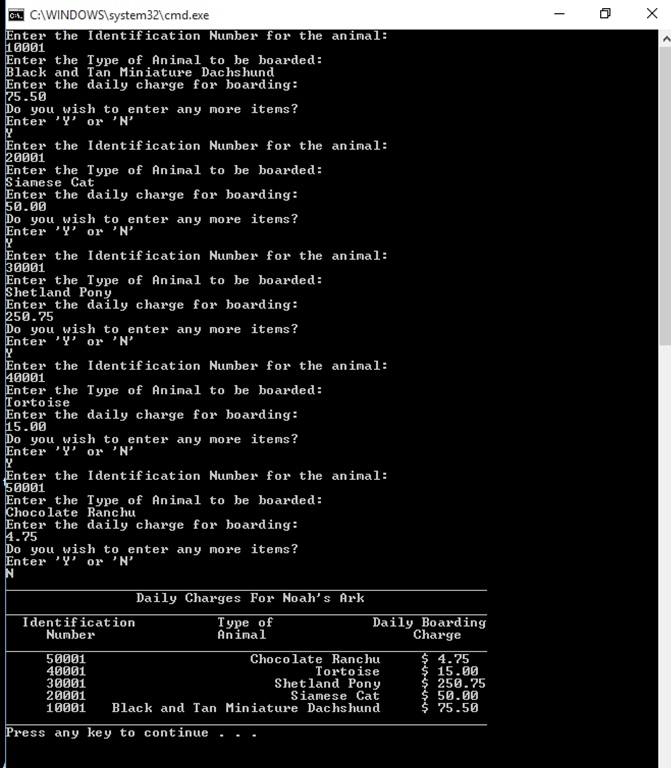 C:\WINDOWS\system32\cmd.exe
Enter the Identification Number for the animal:
10001
Enter the Type of Animal to be boarded:
Black and Tan Miniature Dachshund
Enter the daily charge for boarding:
75.50
Do you wish to enter any more items?
Enter 'Y' or 'N'
Y
Enter the Identification Number for the animal:
20001
Enter the Type of Animal to be boarded:
Siamese Cat
Enter the daily charge for boarding:
50.00
Do you wish to enter any more items?
Enter 'Y' or 'N'
Y
Enter the Identification Number for the animal:
30001
Enter the Type of Animal to be boarded:
Shetland Pony
Enter the daily charge for boarding:
250.75
Do you wish to enter any more items?
Enter 'Y' or 'N'
Y
Enter the Identification Number for the animal:
40001
Enter the Type of Animal to be boarded:
Tortoise
Enter the daily charge for boarding:
15.00
Do you wish to enter any more items?
Enter 'Y' or 'N'
Y
Enter the Identification Number for the animal:
50001
Enter the Type of Animal to be boarded:
Chocolate Ranchu
Enter the daily charge for boarding:
4.75
Do you wish to enter any more items?
Enter 'Y' or 'N'
N
Daily Charges For Noah's Ark
Identification Type of Daily Boarding
Number Animal Charge
50001 Chocolate Ranchu $ 4.75
40001 Tortoise $ 15.00
30001 Shetland Pony $ 250.75
20001 Siamese Cat $ 50.00
10001 Black and Tan Miniature Dachshund $ 75.50
Press any key to continue . . .